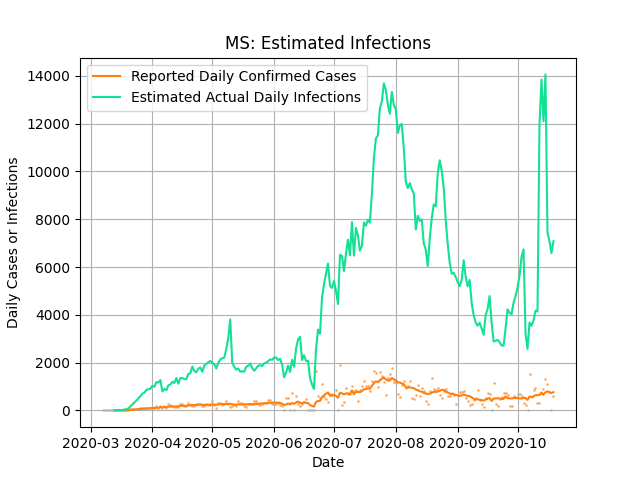 MS: Estimated Infections
Reported Daily Confirmed Cases
Estimated Actual Daily Infections
Daily Cases or Infections
14000
12000
10000
8000
6000
4000
2000
0
2020-03 2020-04 2020-05 2020-06 2020-07 2020-08 2020-09 2020-10
Date